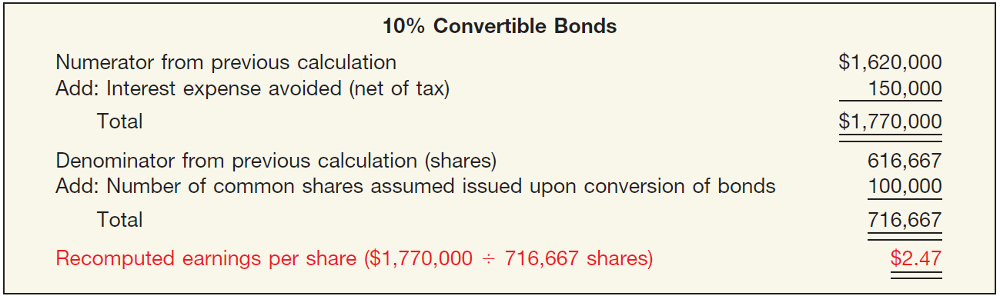 10% Convertible Bonds
Numerator from previous calculation $1,620,000
Add: Interest expense avoided (net of tax) 150,000
Total $1,770,000
Denominator from previous calculation (shares) 616,667
Add: Number of common shares assumed issued upon conversion of bonds 100,000
Total 716,667
Recomputed earnings per share ($1,770,000 ÷ 716,667 shares) $2.47